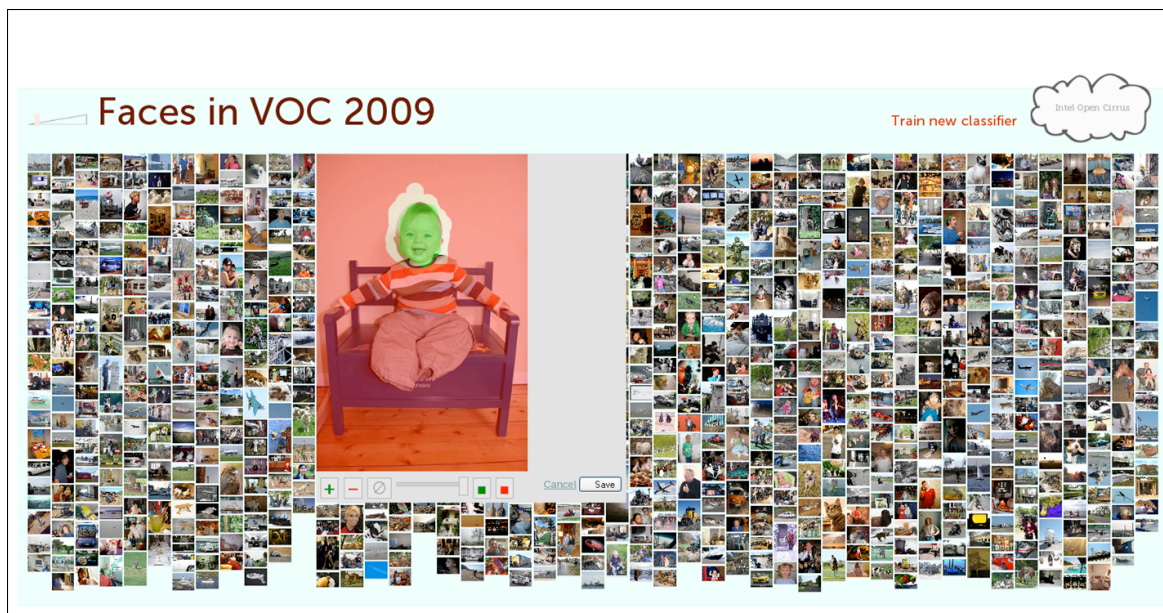 Faces in VOC 2009
Train new classifier
Intel Open Cirrus
Cancel
Save